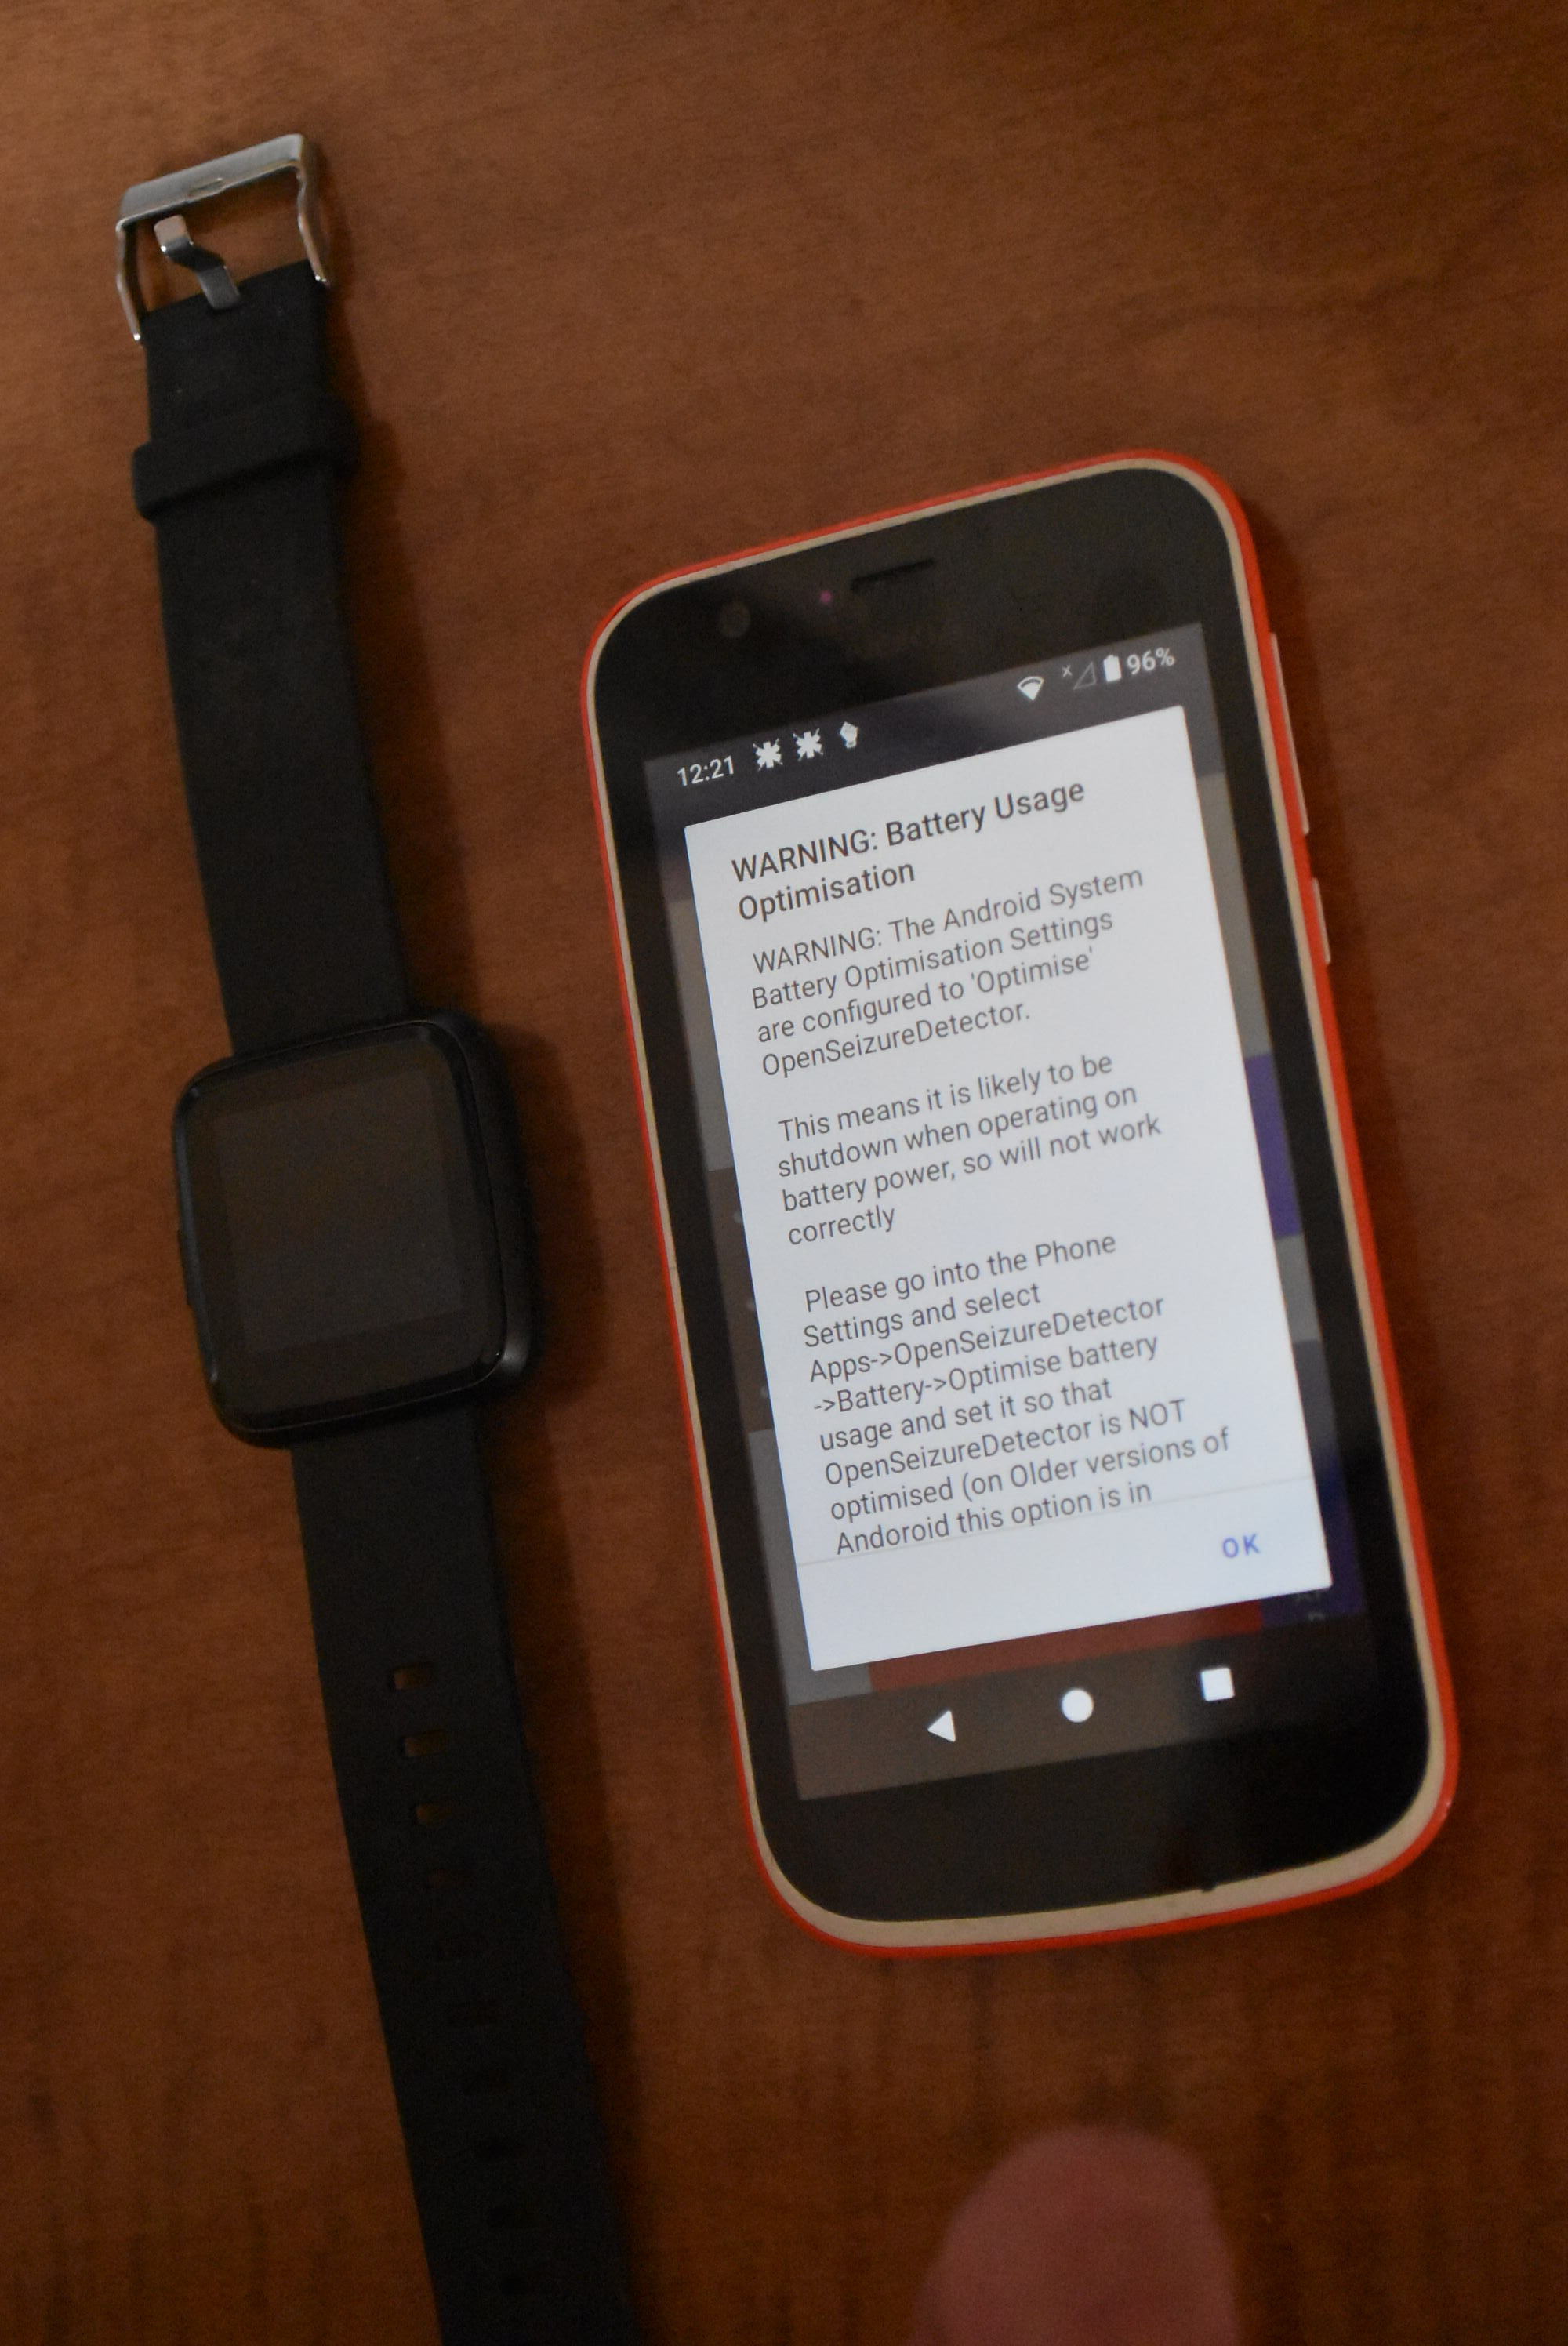 12:21 96%
WARNING: Battery Usage
Optimisation
WARNING: The Android System
Battery Optimisation Settings
are configured to 'Optimise'
OpenSeizureDetector.
This means it is likely to be
shutdown when operating on
battery power, so will not work
correctly
Please go into the Phone
Settings and select
Apps->OpenSeizureDetector
->Battery->Optimise battery
usage and set it so that
OpenSeizureDetector is NOT
optimised (on Older versions of
Andoroid this option is in
OK